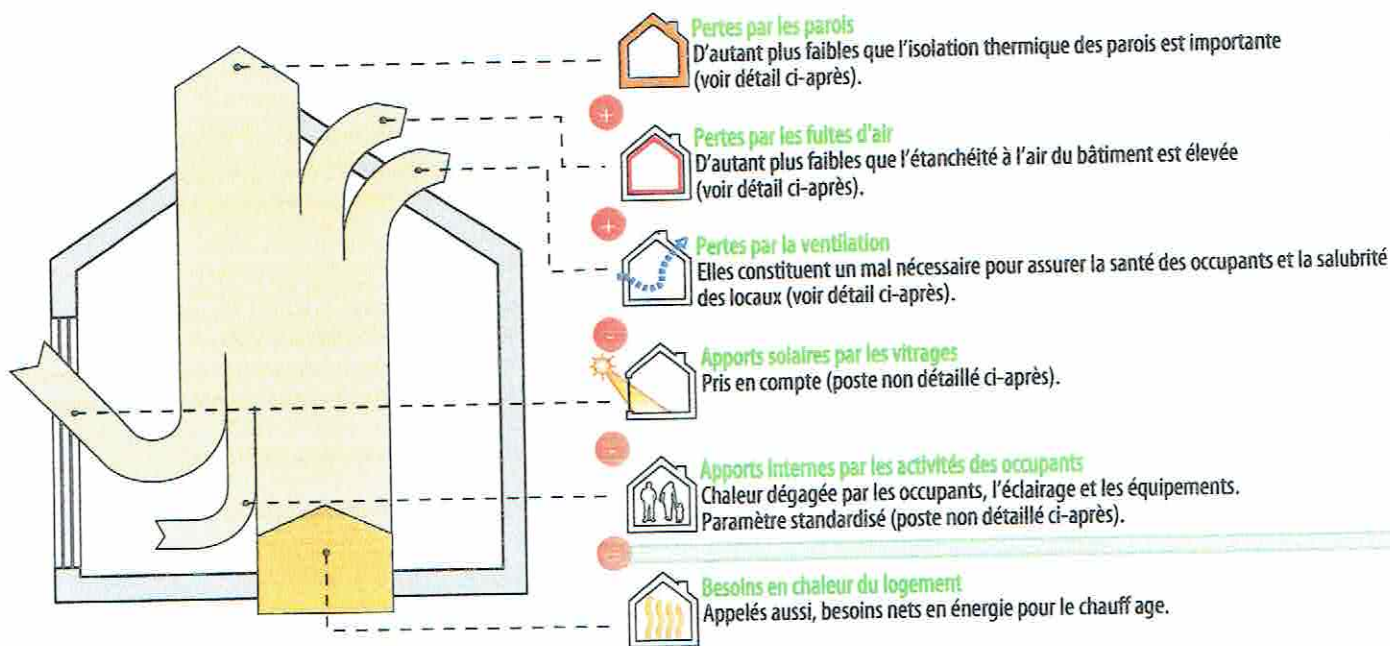 Pertes par les parois
D'autant plus faibles que l'isolation thermique des parois est importante
(voir détail ci-après).
+
Pertes par les fuites d'air
D'autant plus faibles que l'étanchéité à l'air du bâtiment est élevée
(voir détail ci-après).
+
Pertes par la ventilation
Elles constituent un mal nécessaire pour assurer la santé des occupants et la salubrité
des locaux (voir détail ci-après).
-
Apports solaires par les vitrages
Pris en compte (poste non détaillé ci-après).
-
Apports internes par les activités des occupants
Chaleur dégagée par les occupants, l'éclairage et les équipements.
Paramètre standardisé (poste non détaillé ci-après).
=
Besoins en chaleur du logement
Appelés aussi, besoins nets en énergie pour le chauff age.